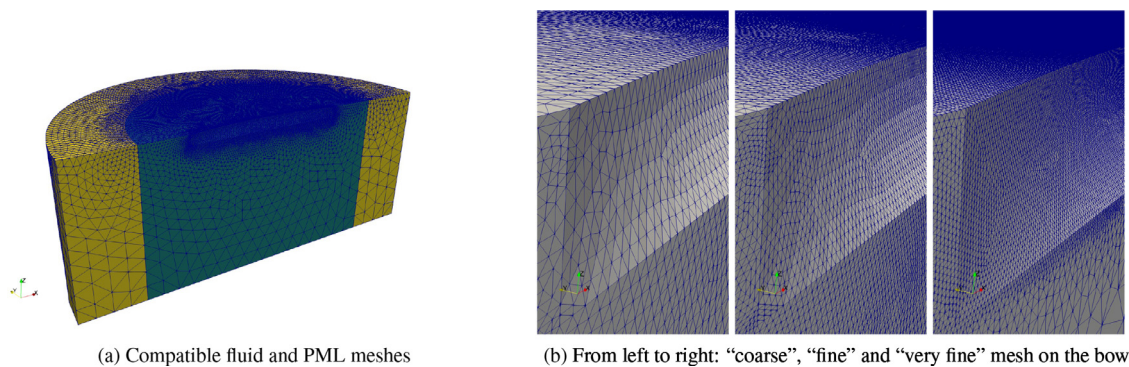 (a) Compatible fluid and PML meshes
(b) From left to right: “coarse”, “fine” and “very fine” mesh on the bow